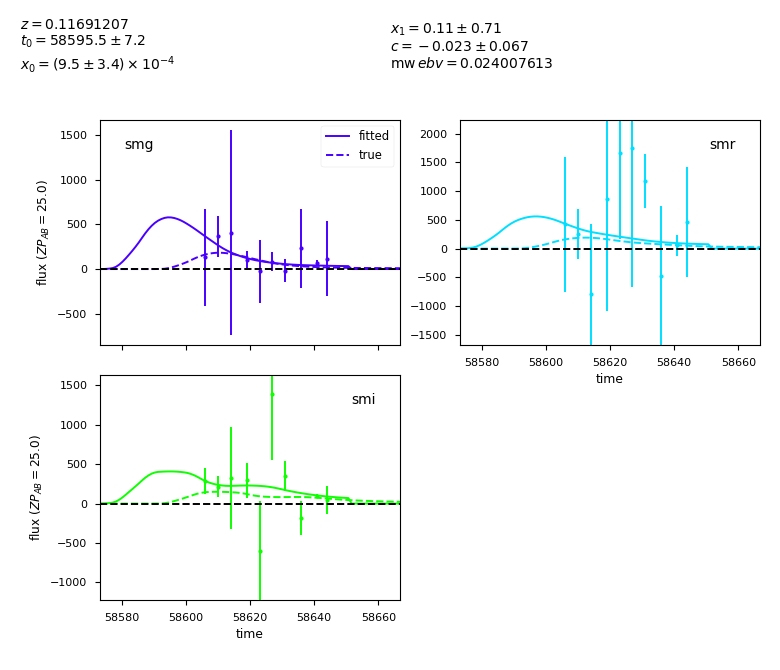 z = 0.11691207
t₀ = 58595.5 ± 7.2
x₀ = (9.5 ± 3.4) × 10⁻⁴
x₁ = 0.11 ± 0.71
c = −0.023 ± 0.067
mw ebv = 0.024007613
smg
fitted
true
1500
1000
500
0
−500
flux (ZP_AB = 25.0)
smr
2000
1500
1000
500
0
−500
−1000
−1500
58580 58600 58620 58640 58660
time
smi
1500
1000
500
0
−500
−1000
flux (ZP_AB = 25.0)
58580 58600 58620 58640 58660
time